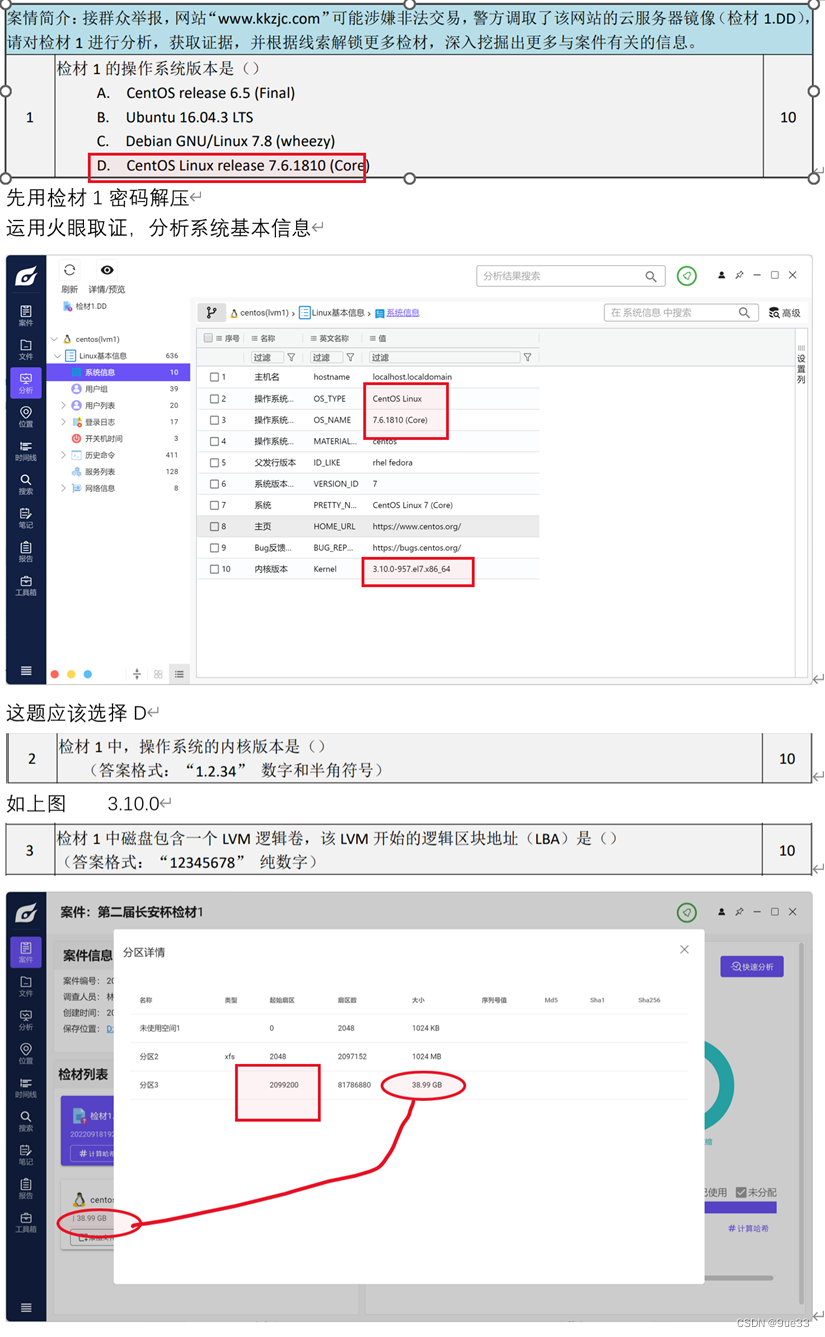 案情简介：接群众举报，网站“www.kkzjc.com”可能涉嫌非法交易，警方调取了该网站的云服务器镜像（检材 1.DD），
请对检材 1 进行分析，获取证据，并根据线索解锁更多检材，深入挖掘出更多与案件有关的信息。
检材 1 的操作系统版本是（）
A. CentOS release 6.5 (Final)
1
B. Ubuntu 16.04.3 LTS
10
C. Debian GNU/Linux 7.8 (wheezy)
D. CentOS Linux release 7.6.1810 (Core)
先用检材 1 密码解压
运用火眼取证，分析系统基本信息
刷新 详情/预览
分析结果搜索
检材1.DD
centos(lvm1) Linux基本信息 系统信息
在 系统信息 中搜索
高级
案件
文件
分析
位置
时间线
搜索
笔记
报告
工具箱
centos(lvm1)
Linux基本信息 636
系统信息 10
用户组 39
用户列表 20
登录日志 17
开关机时间 3
历史命令 411
服务列表 128
网络信息 8
序号 名称 英文名称 值
过滤 过滤 过滤
1 主机名 hostname localhost.localdomain
2 操作系统... OS_TYPE CentOS Linux
3 操作系统... OS_NAME 7.6.1810 (Core)
4 操作系统... MATERIAL... centos
5 父发行版本 ID_LIKE rhel fedora
6 系统版本... VERSION_ID 7
7 系统 PRETTY_N... CentOS Linux 7 (Core)
8 主页 HOME_URL https://www.centos.org/
9 Bug反馈... BUG_REP... https://bugs.centos.org/
10 内核版本 Kernel 3.10.0-957.el7.x86_64
设置列
这题应该选择 D
2
检材 1 中，操作系统的内核版本是（）
（答案格式：“1.2.34” 数字和半角符号）
10
如上图 3.10.0
3
检材 1 中磁盘包含一个 LVM 逻辑卷，该 LVM 开始的逻辑区块地址（LBA）是（）
（答案格式：“12345678” 纯数字）
10
案件：第二届长安杯检材1
案件
文件
分析
位置
时间线
搜索
笔记
报告
工具箱
案件信息
案件编号： 20
调查人员： 林
创建时间： 20
保存位置： D:
快速分析
检材列表
检材1.
2022091819
# 计算哈希
centos
38.99 GB
分区详情
名称 类型 起始扇区 扇区数 大小 序列号值 Md5 Sha1 Sha256
未使用空间1 0 2048 1024 KB
分区2 xfs 2048 2097152 1024 MB
分区3 2099200 81786880 38.99 GB
已使用 未分配
# 计算哈希
CSDN @9ue33